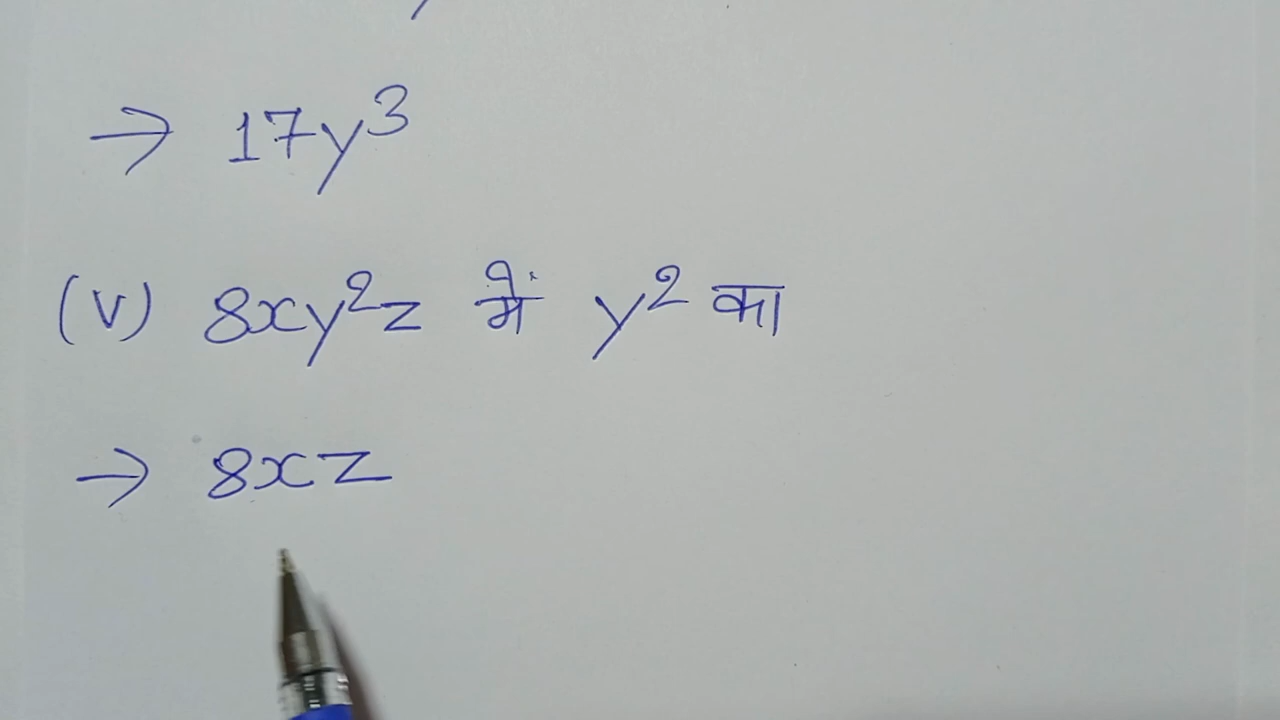 → 17y³
(v) 8xy²z में y² का
→ 8xz